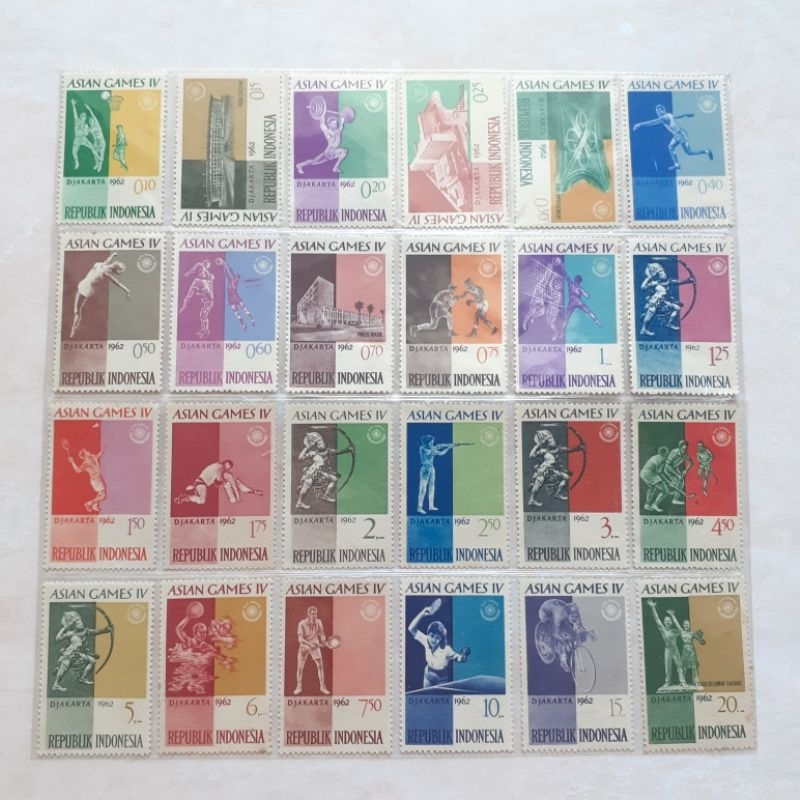 ASIAN GAMES IV
DJAKARTA 1962
0.10
REPUBLIK INDONESIA
ASIAN GAMES IV
DJAKARTA 1962
0.15
REPUBLIK INDONESIA
ASIAN GAMES IV
DJAKARTA 1962
0.20
REPUBLIK INDONESIA
ASIAN GAMES IV
DJAKARTA 1962
0.25
REPUBLIK INDONESIA
DJAKARTA 1962
0.30
REPUBLIK INDONESIA
ASIAN GAMES IV
DJAKARTA 1962
0.40
REPUBLIK INDONESIA
ASIAN GAMES IV
DJAKARTA 1962
0.50
REPUBLIK INDONESIA
ASIAN GAMES IV
DJAKARTA 1962
0.60
REPUBLIK INDONESIA
ASIAN GAMES IV
PRESS HOUSE
DJAKARTA 1962
0.70
REPUBLIK INDONESIA
ASIAN GAMES IV
DJAKARTA 1962
0.75
REPUBLIK INDONESIA
ASIAN GAMES IV
DJAKARTA 1962
1,-
REPUBLIK INDONESIA
ASIAN GAMES IV
DJAKARTA 1962
1.25
REPUBLIK INDONESIA
ASIAN GAMES IV
DJAKARTA 1962
1.50
REPUBLIK INDONESIA
ASIAN GAMES IV
DJAKARTA 1962
1.75
REPUBLIK INDONESIA
ASIAN GAMES IV
DJAKARTA 1962
2,-
REPUBLIK INDONESIA
ASIAN GAMES IV
DJAKARTA 1962
2.50
REPUBLIK INDONESIA
ASIAN GAMES IV
DJAKARTA 1962
3,-
REPUBLIK INDONESIA
ASIAN GAMES IV
DJAKARTA 1962
4.50
REPUBLIK INDONESIA
ASIAN GAMES IV
DJAKARTA 1962
5,-
REPUBLIK INDONESIA
ASIAN GAMES IV
DJAKARTA 1962
6,-
REPUBLIK INDONESIA
ASIAN GAMES IV
DJAKARTA 1962
7.50
REPUBLIK INDONESIA
ASIAN GAMES IV
DJAKARTA 1962
10,-
REPUBLIK INDONESIA
ASIAN GAMES IV
DJAKARTA 1962
15,-
REPUBLIK INDONESIA
ASIAN GAMES IV
TUGU SELAMAT DATANG
DJAKARTA 1962
20,-
REPUBLIK INDONESIA